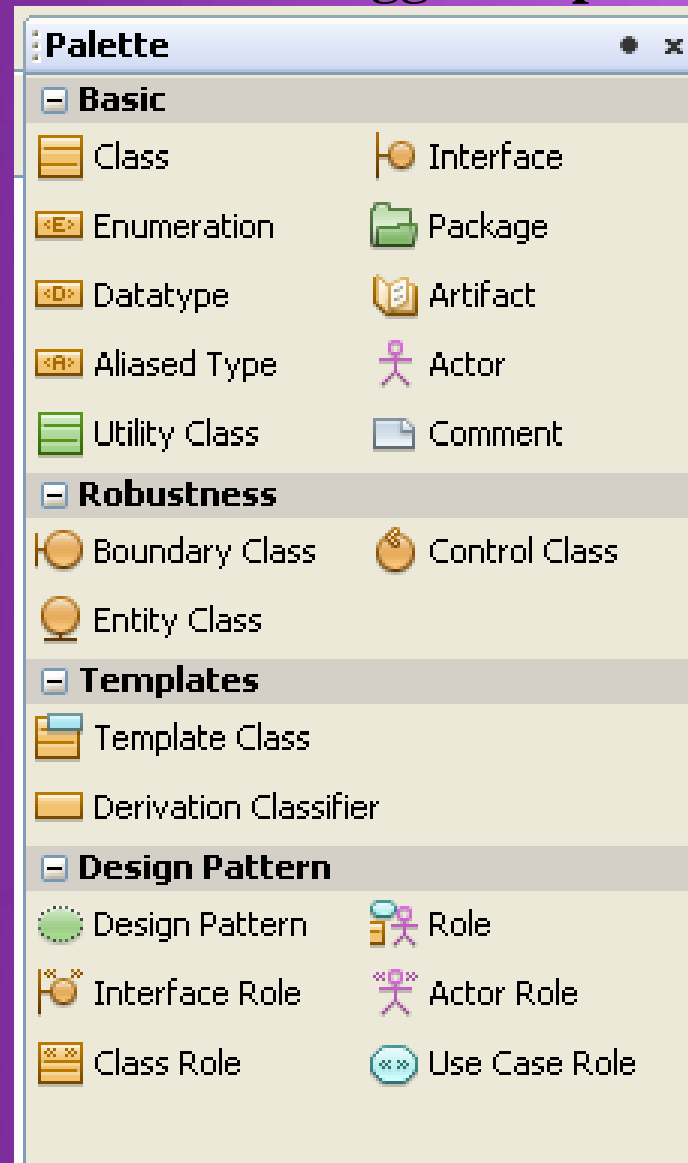 Palette
Basic
Class Interface
<E> Enumeration Package
<D> Datatype Artifact
<A> Aliased Type Actor
Utility Class Comment
Robustness
Boundary Class Control Class
Entity Class
Templates
Template Class
Derivation Classifier
Design Pattern
Design Pattern Role
Interface Role Actor Role
Class Role Use Case Role